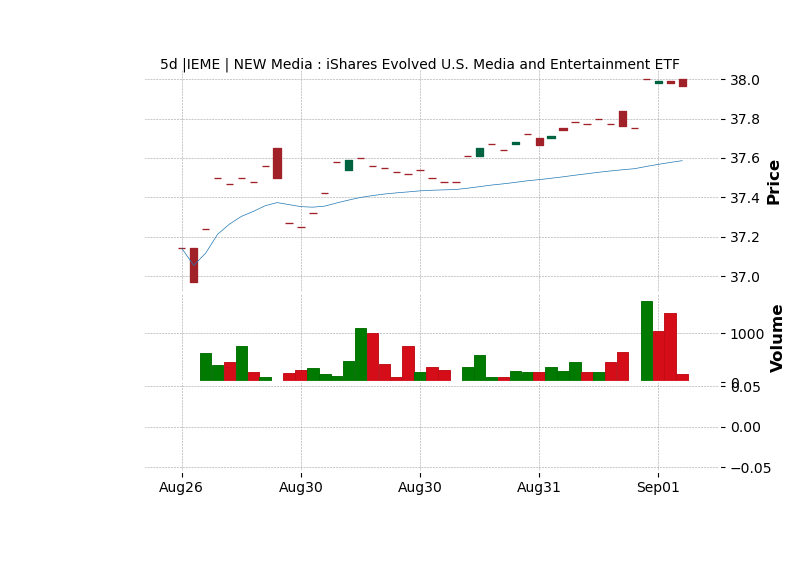 5d |IEME | NEW Media : iShares Evolved U.S. Media and Entertainment ETF
38.0
37.8
37.6
37.4
37.2
37.0
Price
1000
0
Volume
0.05
0.00
−0.05
Aug26 Aug30 Aug30 Aug31 Sep01